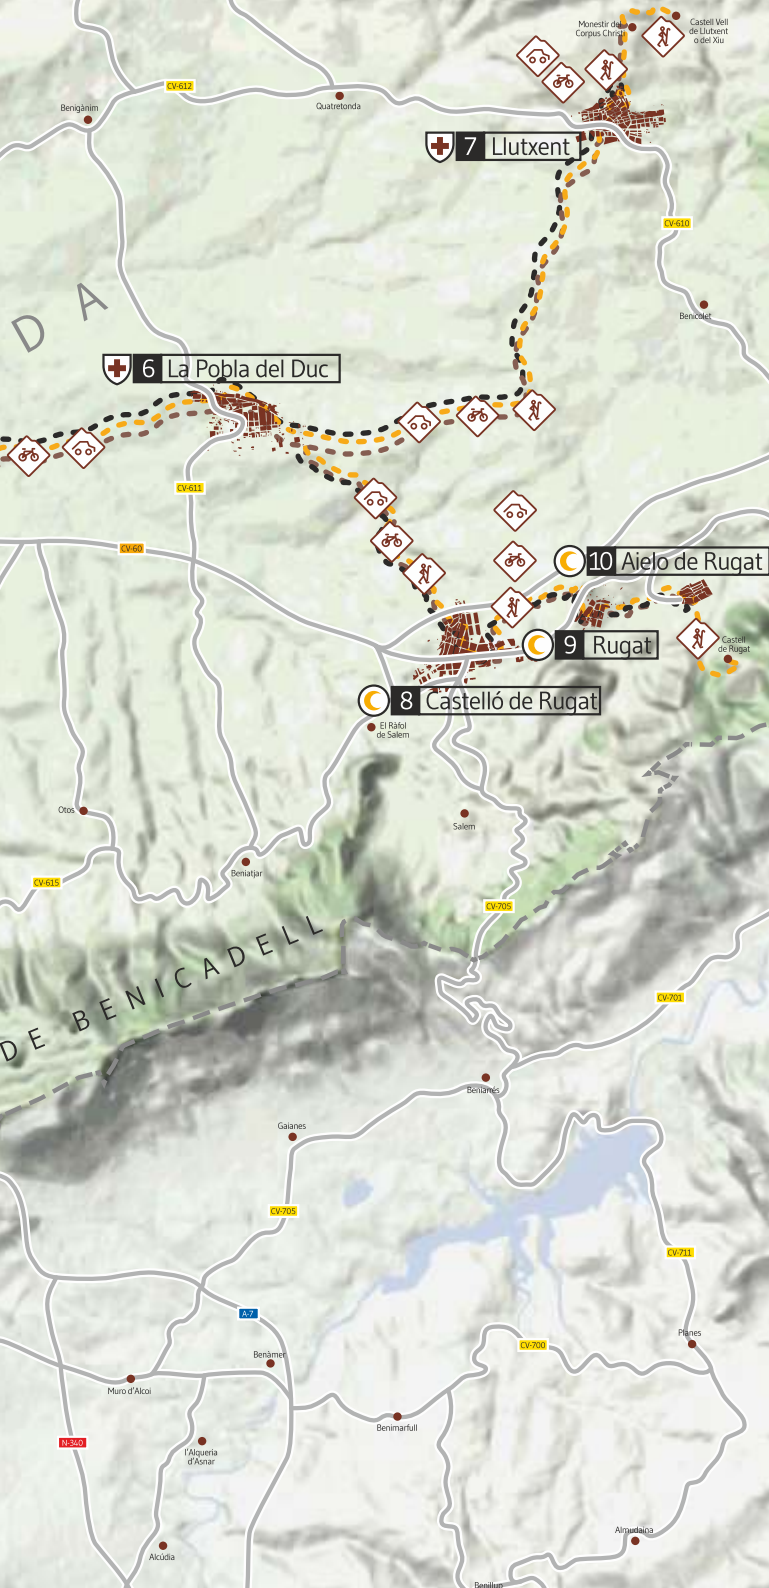 Monestir del
Corpus Christi
Castell Vell
de Llutxent
o del Xiu
CV-612
Quatretonda
Benigànim
7 Llutxent
CV-610
Benicolet
D A
6 La Pobla del Duc
CV-611
CV-60
10 Aielo de Rugat
9 Rugat
Castell
de Rugat
8 Castelló de Rugat
El Ràfol
de Salem
Otos
Salem
Beniatjar
CV-615
CV-705
DE BENICADELL
CV-701
Beniarrés
Gaianes
CV-705
CV-711
A-7
Planes
CV-700
Benàmer
Muro d'Alcoi
Benimarfull
N-340
l'Alqueria
d'Asnar
Almudaina
Alcúdia
Benillup